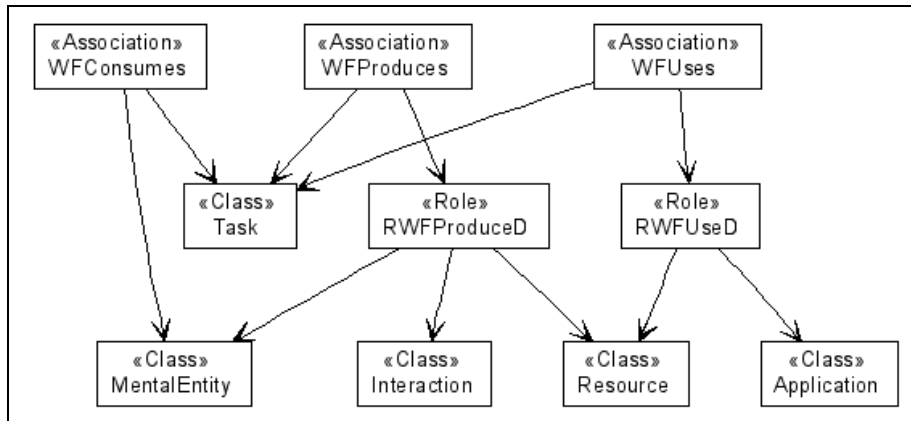 «Association»
WFConsumes
«Association»
WFProduces
«Association»
WFUses
«Class»
Task
«Role»
RWFProduceD
«Role»
RWFUseD
«Class»
MentalEntity
«Class»
Interaction
«Class»
Resource
«Class»
Application